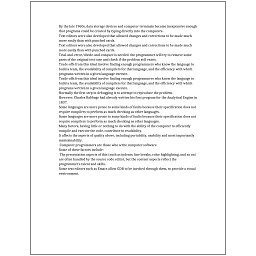 By the late 1960s, data storage devices and computer terminals became inexpensive enough
that programs could be created by typing directly into the computers.
Text editors were also developed that allowed changes and corrections to be made much
more easily than with punched cards.
Text editors were also developed that allowed changes and corrections to be made much
more easily than with punched cards.
Trial-and-error/divide-and-conquer is needed: the programmer will try to remove some
parts of the original test case and check if the problem still exists.
Trade-offs from this ideal involve finding enough programmers who know the language to
build a team, the availability of compilers for that language, and the efficiency with which
programs written in a given language execute.
Trade-offs from this ideal involve finding enough programmers who know the language to
build a team, the availability of compilers for that language, and the efficiency with which
programs written in a given language execute.
Normally the first step in debugging is to attempt to reproduce the problem.
However, Charles Babbage had already written his first program for the Analytical Engine in
1837.
Some languages are more prone to some kinds of faults because their specification does not
require compilers to perform as much checking as other languages.
Some languages are more prone to some kinds of faults because their specification does not
require compilers to perform as much checking as other languages.
Many factors, having little or nothing to do with the ability of the computer to efficiently
compile and execute the code, contribute to readability.
It affects the aspects of quality above, including portability, usability and most importantly
maintainability.
Computer programmers are those who write computer software.
Some of these factors include:
The presentation aspects of this (such as indents, line breaks, color highlighting, and so on)
are often handled by the source code editor, but the content aspects reflect the
programmer's talent and skills.
Some text editors such as Emacs allow GDB to be invoked through them, to provide a visual
environment.